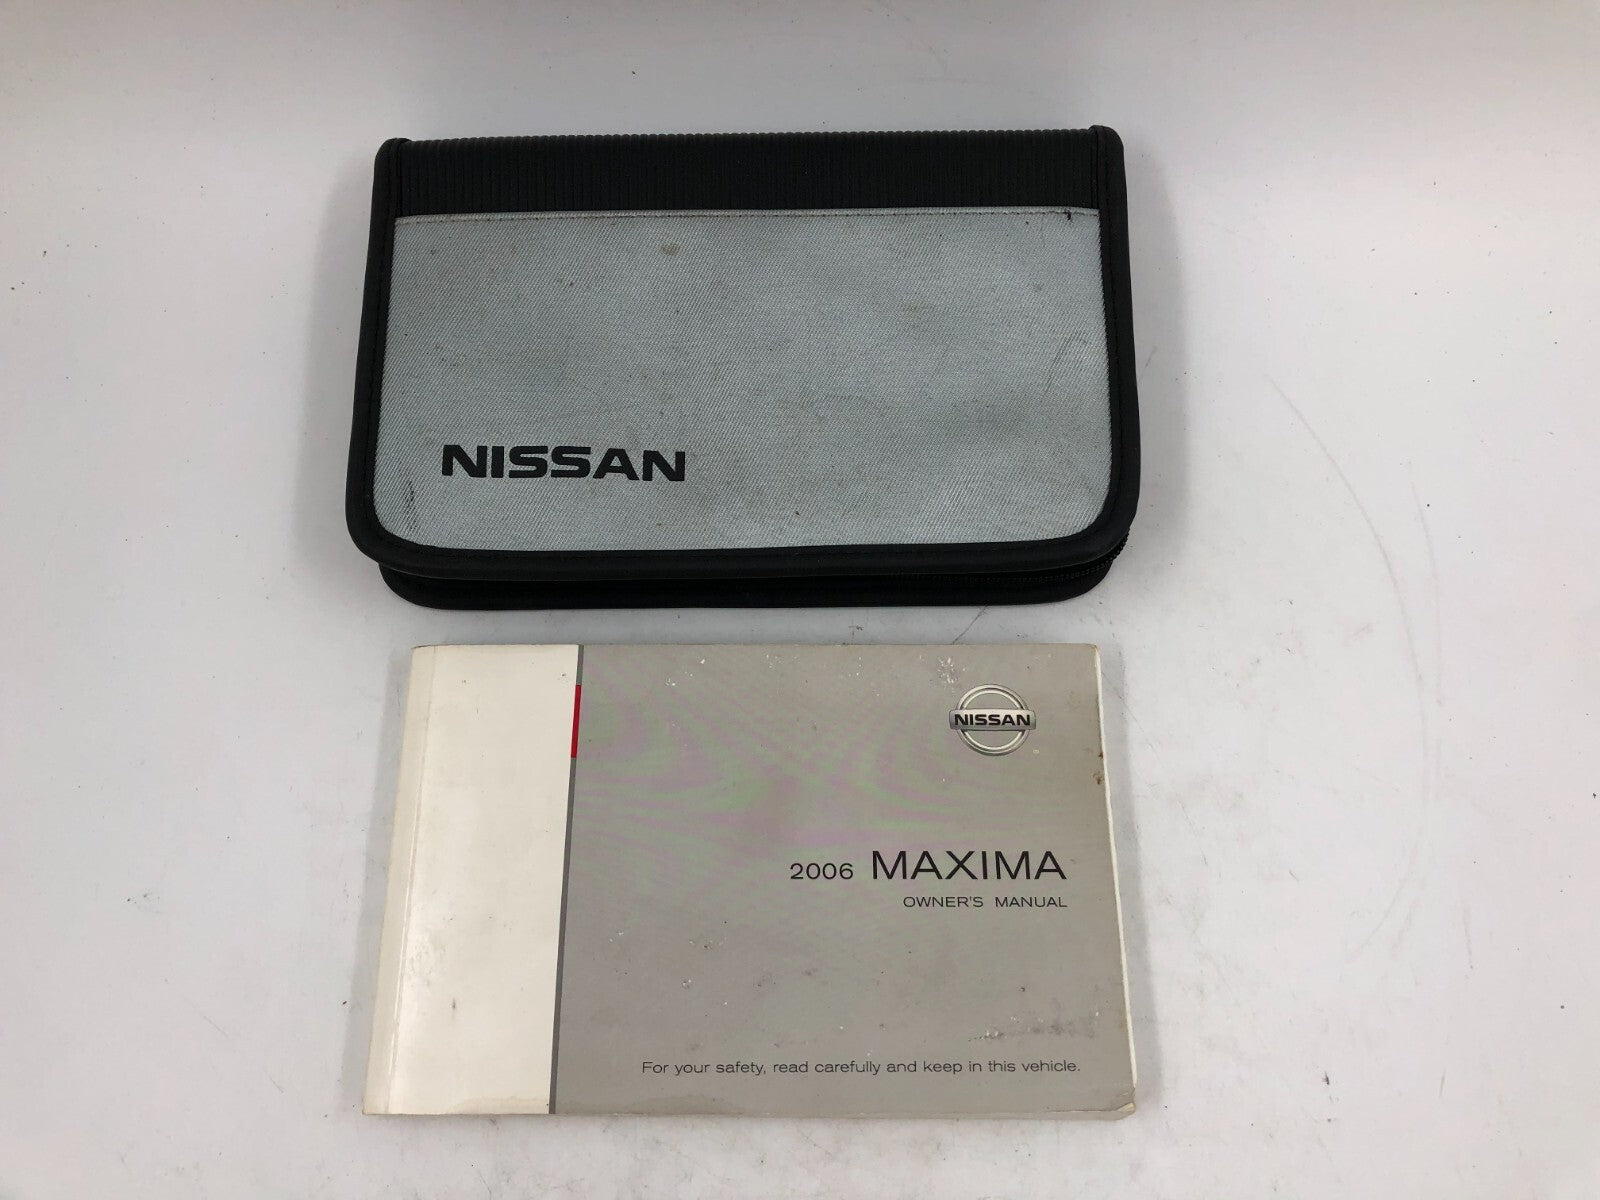 NISSAN
NISSAN
2006 MAXIMA
OWNER'S MANUAL
For your safety, read carefully and keep in this vehicle.